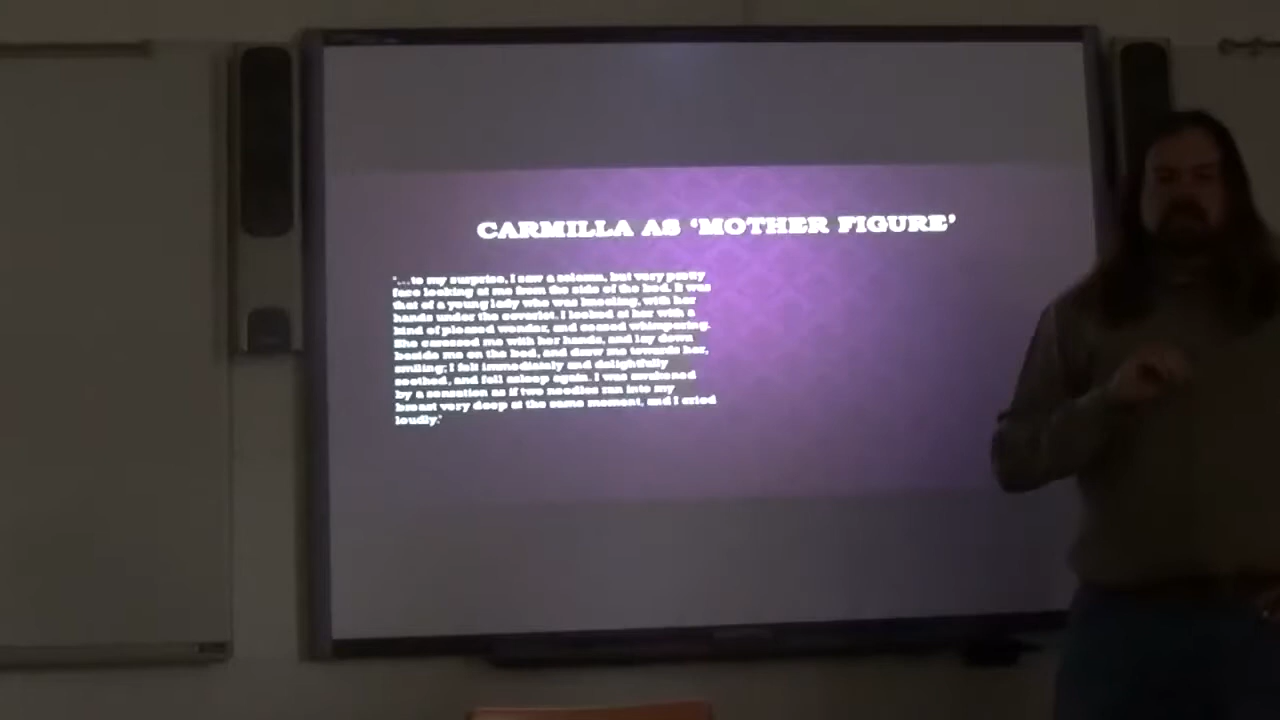 CARMILLA AS ‘MOTHER FIGURE’
‘…to my surprise, I saw a solemn, but very pretty
face looking at me from the side of the bed. It was
that of a young lady who was kneeling, with her
hands under the coverlet. I looked at her with a
kind of pleased wonder, and ceased whimpering.
She caressed me with her hands, and lay down
beside me on the bed, and drew me towards her,
smiling; I felt immediately and delightfully
soothed, and fell asleep again. I was awakened
by a sensation as if two needles ran into my
breast very deep at the same moment, and I cried
loudly.’